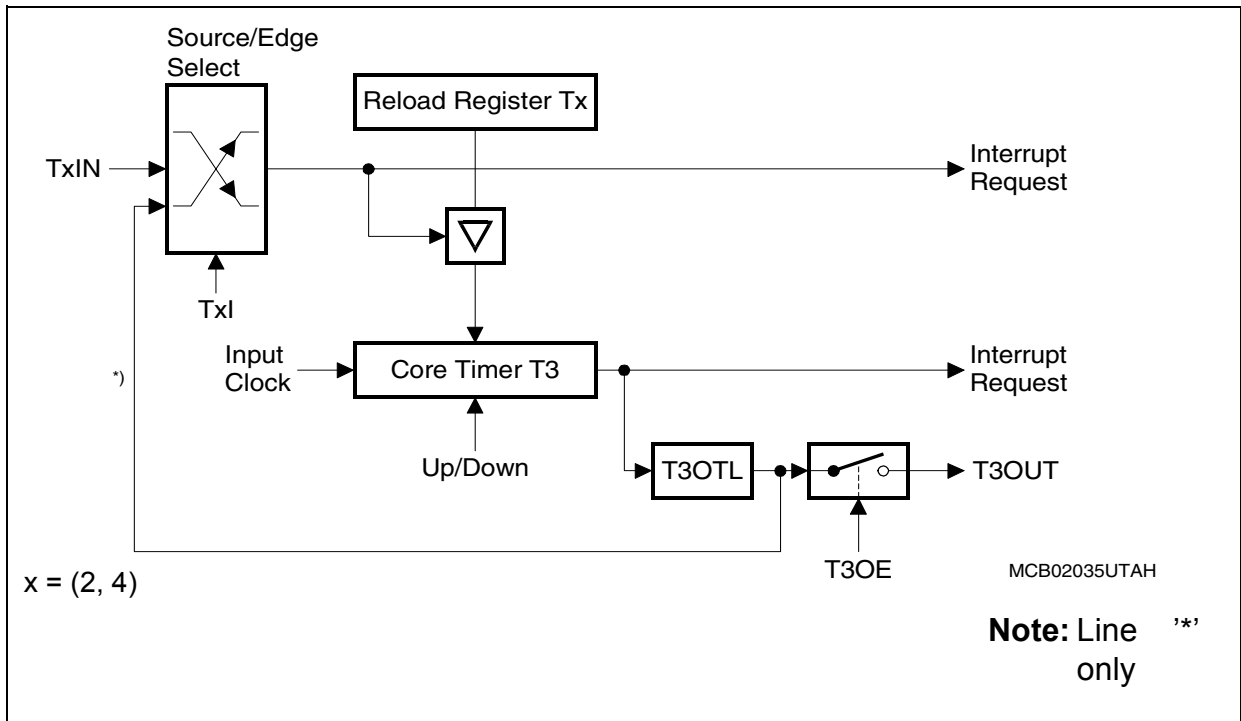 Source/Edge
Select
Reload Register Tx
TxIN
Interrupt
Request
TxI
Input
Clock
Core Timer T3
Interrupt
Request
*)
Up/Down
T3OTL
T3OUT
T3OE
x = (2, 4)
MCB02035UTAH
Note: Line '*'
only